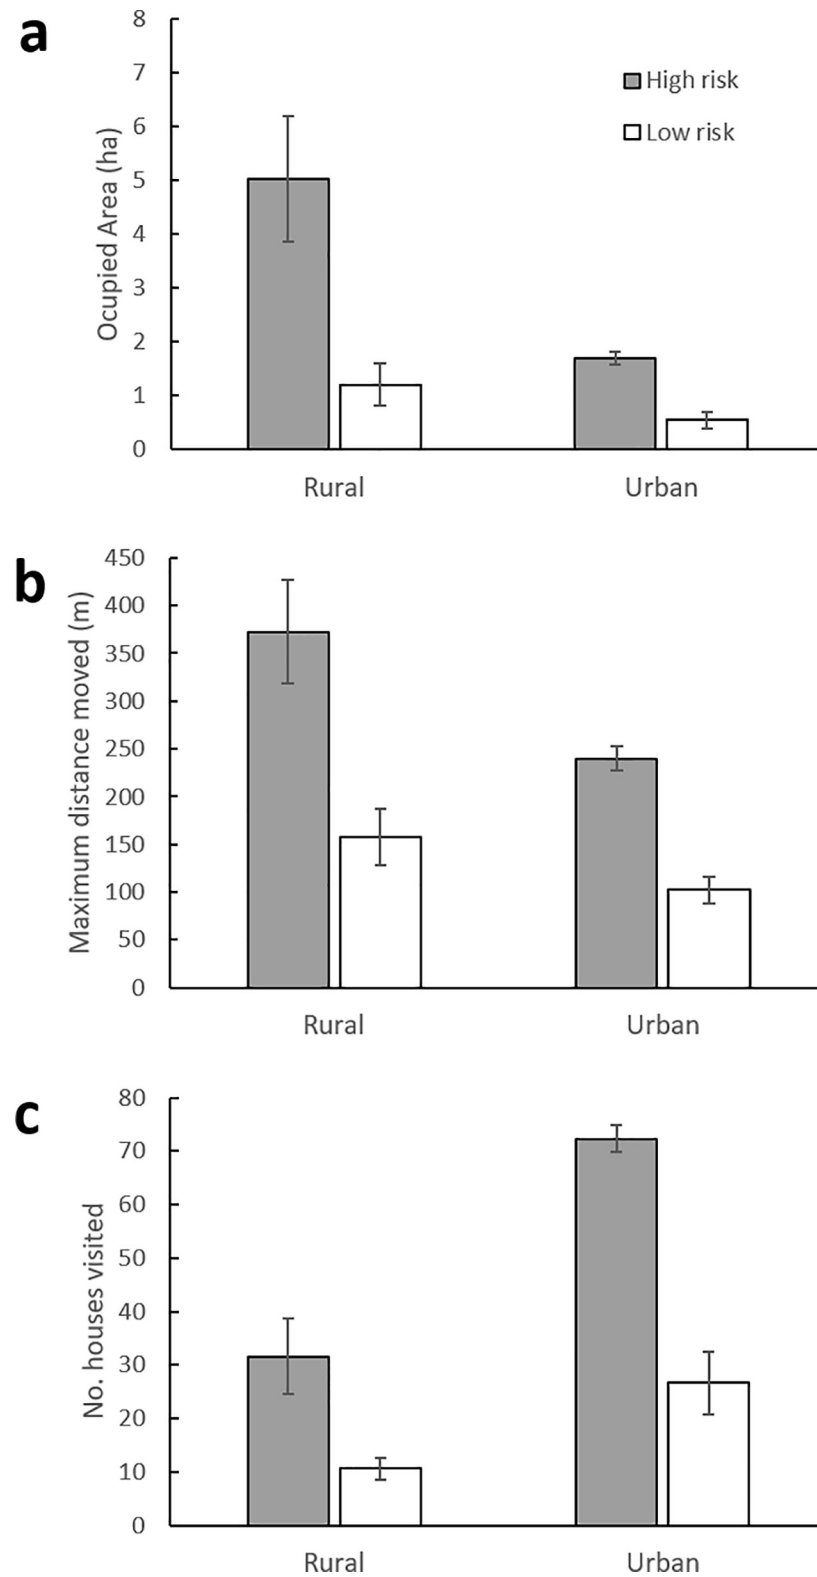 a
8
7
6
5
4
3
2
1
0
Ocupied Area (ha)
High risk
Low risk
Rural
Urban
b
450
400
350
300
250
200
150
100
50
0
Maximum distance moved (m)
Rural
Urban
c
80
70
60
50
40
30
20
10
0
No. houses visited
Rural
Urban